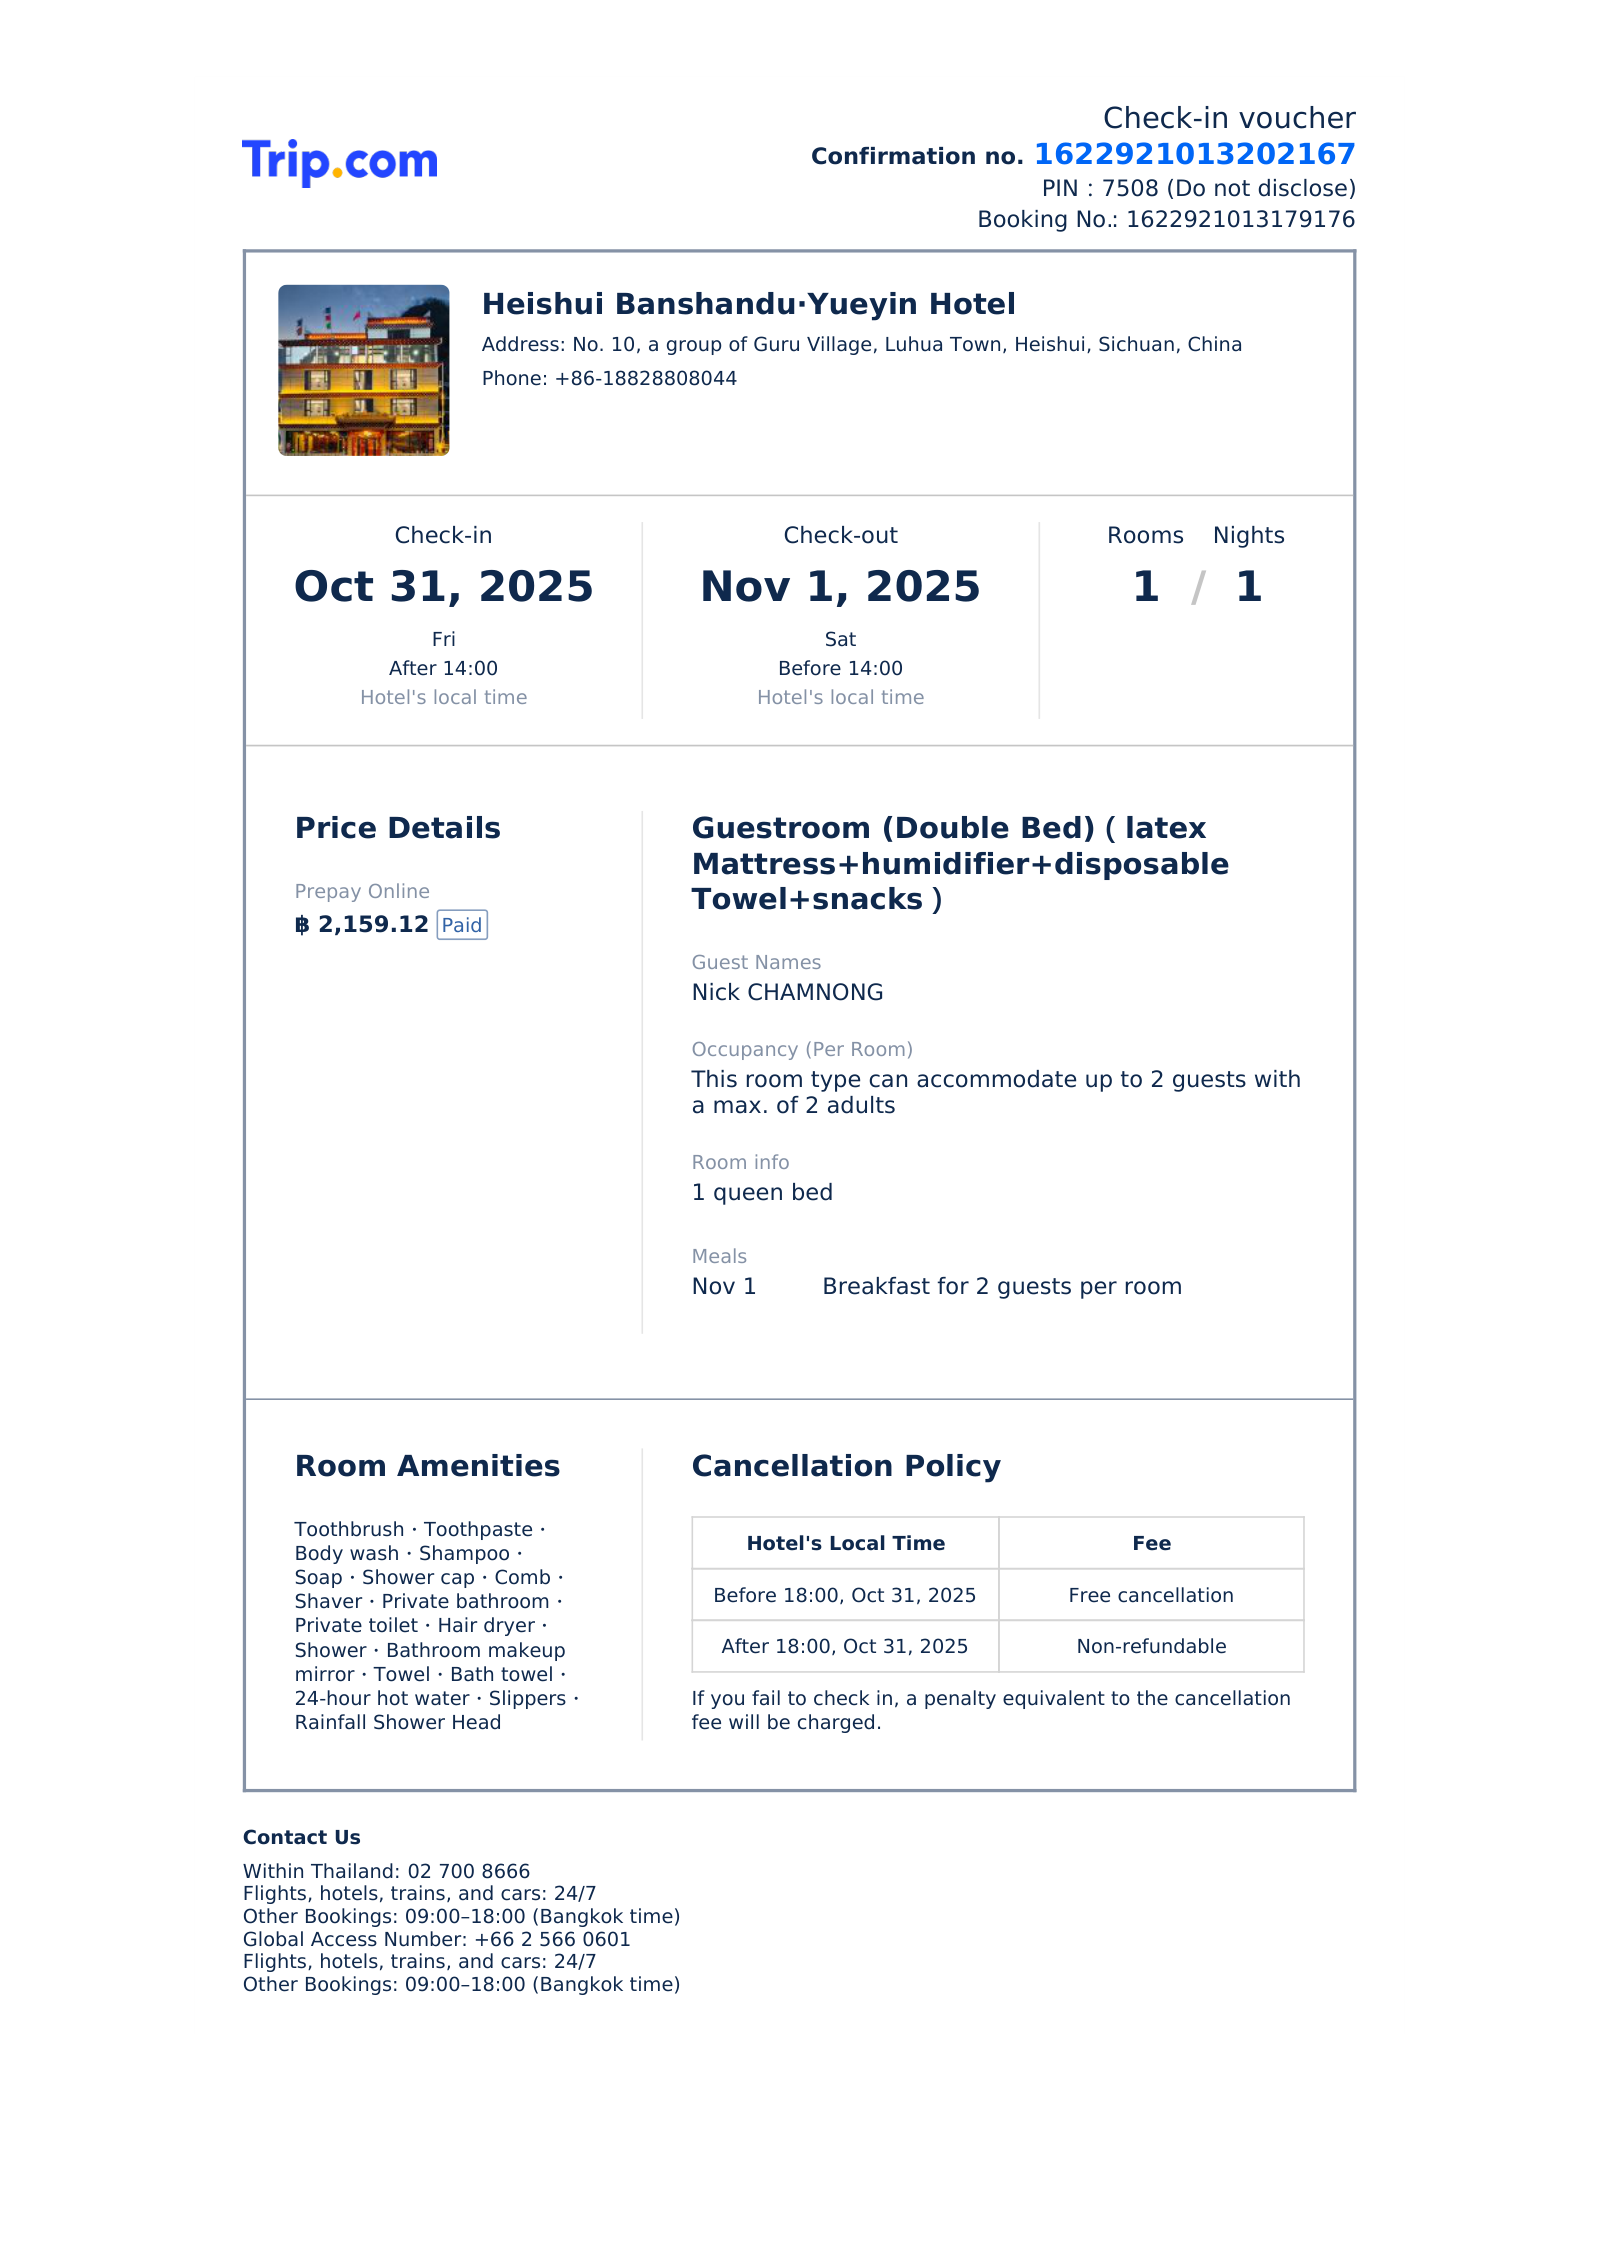 Trip.com
Check-in voucher
Confirmation no. 1622921013202167
PIN : 7508 (Do not disclose)
Booking No.: 1622921013179176
Heishui Banshandu·Yueyin Hotel
Address: No. 10, a group of Guru Village, Luhua Town, Heishui, Sichuan, China
Phone: +86-18828808044
Check-in
Oct 31, 2025
Fri
After 14:00
Hotel's local time
Check-out
Nov 1, 2025
Sat
Before 14:00
Hotel's local time
Rooms Nights
1 / 1
Price Details
Prepay Online
฿ 2,159.12 Paid
Guestroom (Double Bed) ( latex
Mattress+humidifier+disposable
Towel+snacks )
Guest Names
Nick CHAMNONG
Occupancy (Per Room)
This room type can accommodate up to 2 guests with
a max. of 2 adults
Room info
1 queen bed
Meals
Nov 1 Breakfast for 2 guests per room
Room Amenities
Toothbrush · Toothpaste ·
Body wash · Shampoo ·
Soap · Shower cap · Comb ·
Shaver · Private bathroom ·
Private toilet · Hair dryer ·
Shower · Bathroom makeup
mirror · Towel · Bath towel ·
24-hour hot water · Slippers ·
Rainfall Shower Head
Cancellation Policy
Hotel's Local Time Fee
Before 18:00, Oct 31, 2025 Free cancellation
After 18:00, Oct 31, 2025 Non-refundable
If you fail to check in, a penalty equivalent to the cancellation
fee will be charged.
Contact Us
Within Thailand: 02 700 8666
Flights, hotels, trains, and cars: 24/7
Other Bookings: 09:00–18:00 (Bangkok time)
Global Access Number: +66 2 566 0601
Flights, hotels, trains, and cars: 24/7
Other Bookings: 09:00–18:00 (Bangkok time)